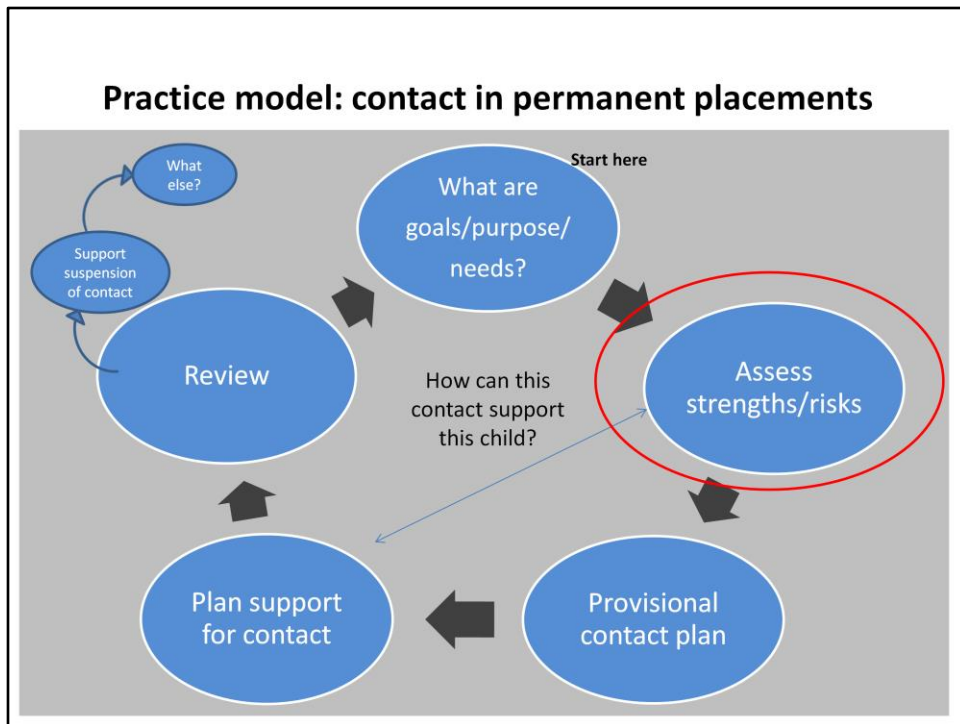 Practice model: contact in permanent placements
Start here
What are
goals/purpose/
needs?
What
else?
Support
suspension
of contact
Review
How can this
contact support
this child?
Assess
strengths/risks
Plan support
for contact
Provisional
contact plan